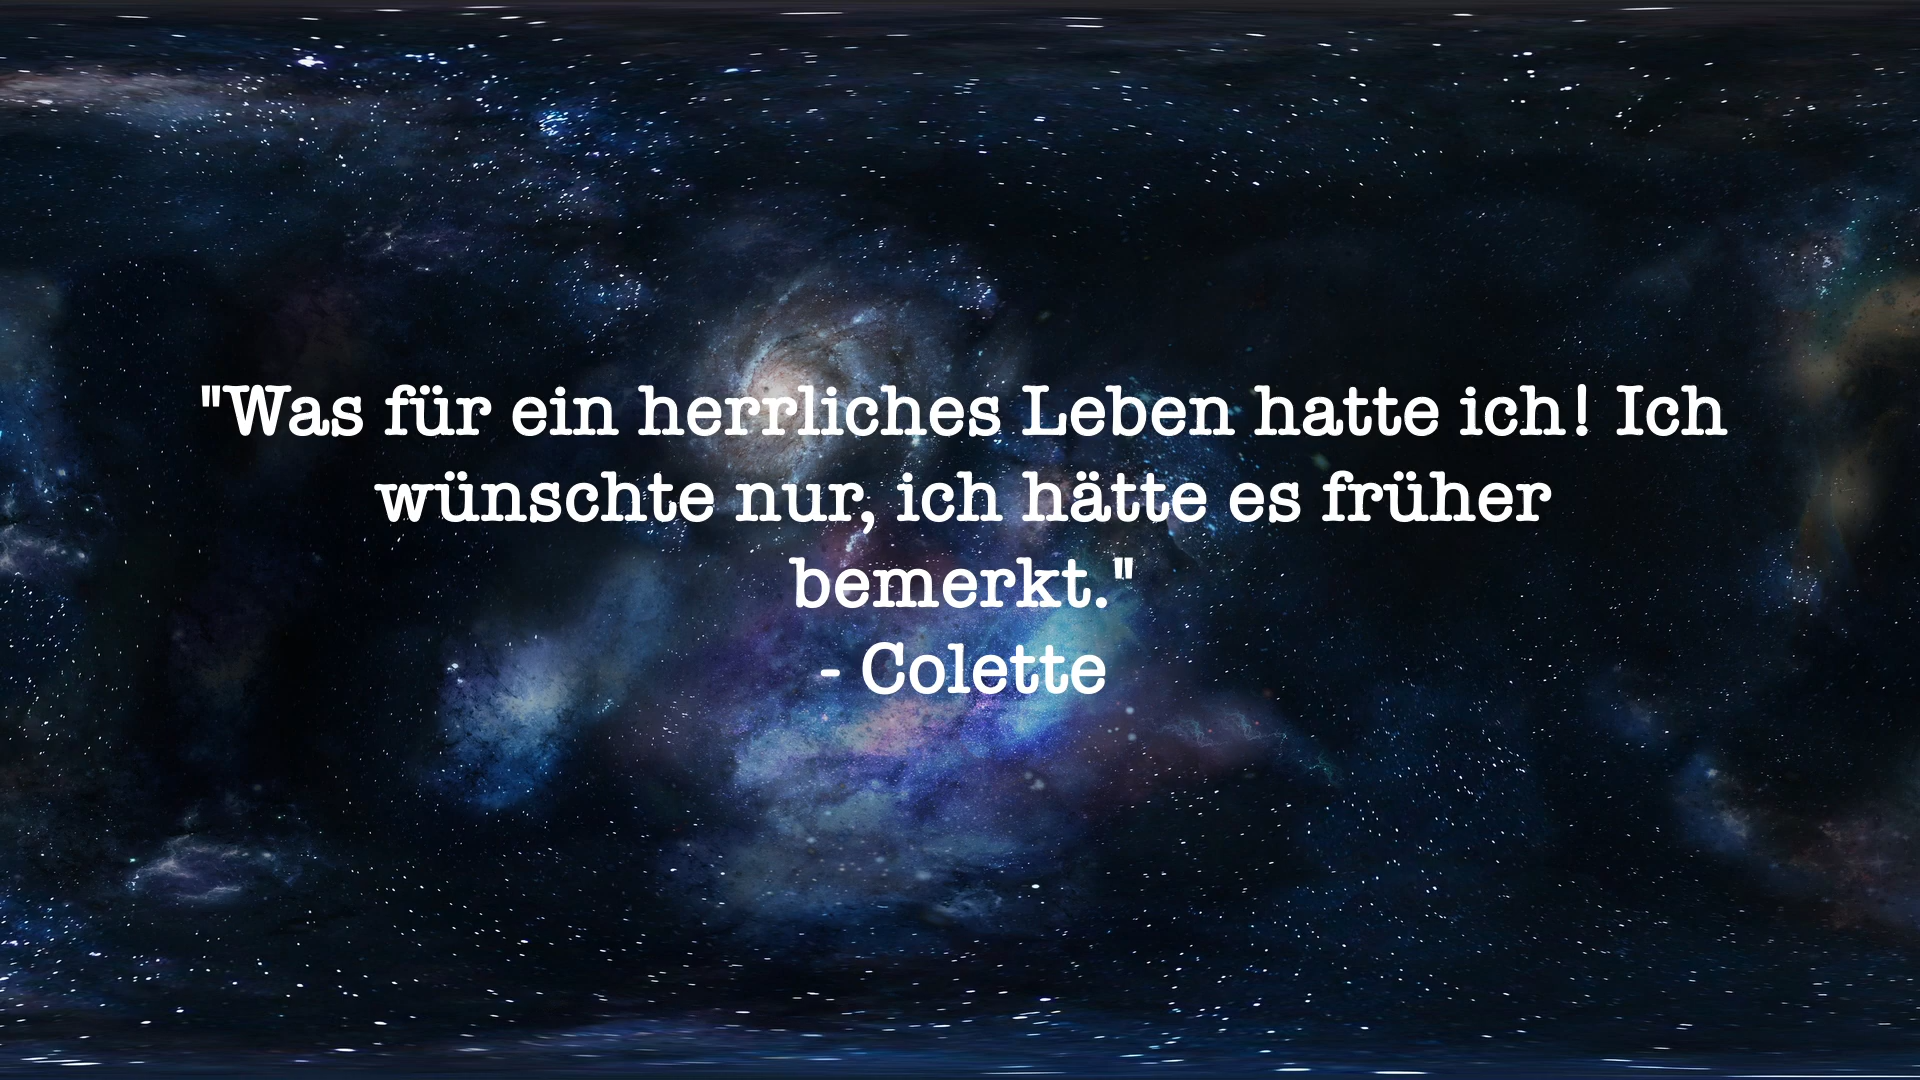 "Was für ein herrliches Leben hatte ich! Ich
wünschte nur, ich hätte es früher
bemerkt."
- Colette